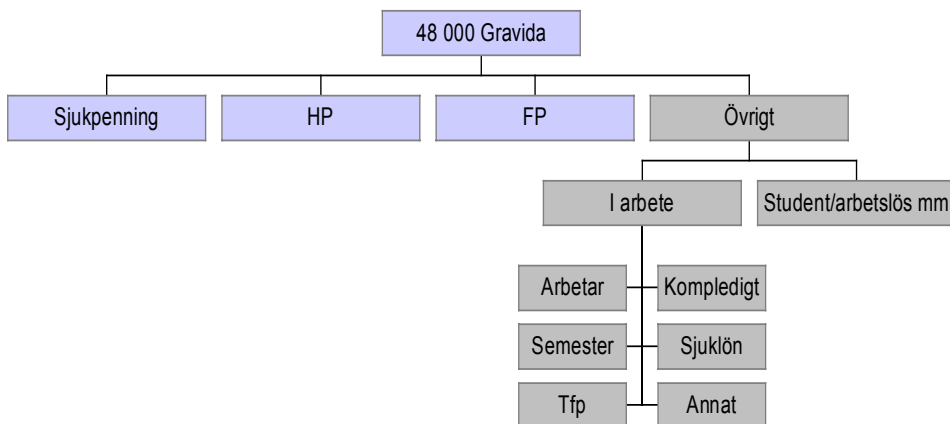 48 000 Gravida
Sjukpenning
HP
FP
Övrigt
I arbete
Student/arbetslös mm
Arbetar
Kompledigt
Semester
Sjuklön
Tfp
Annat